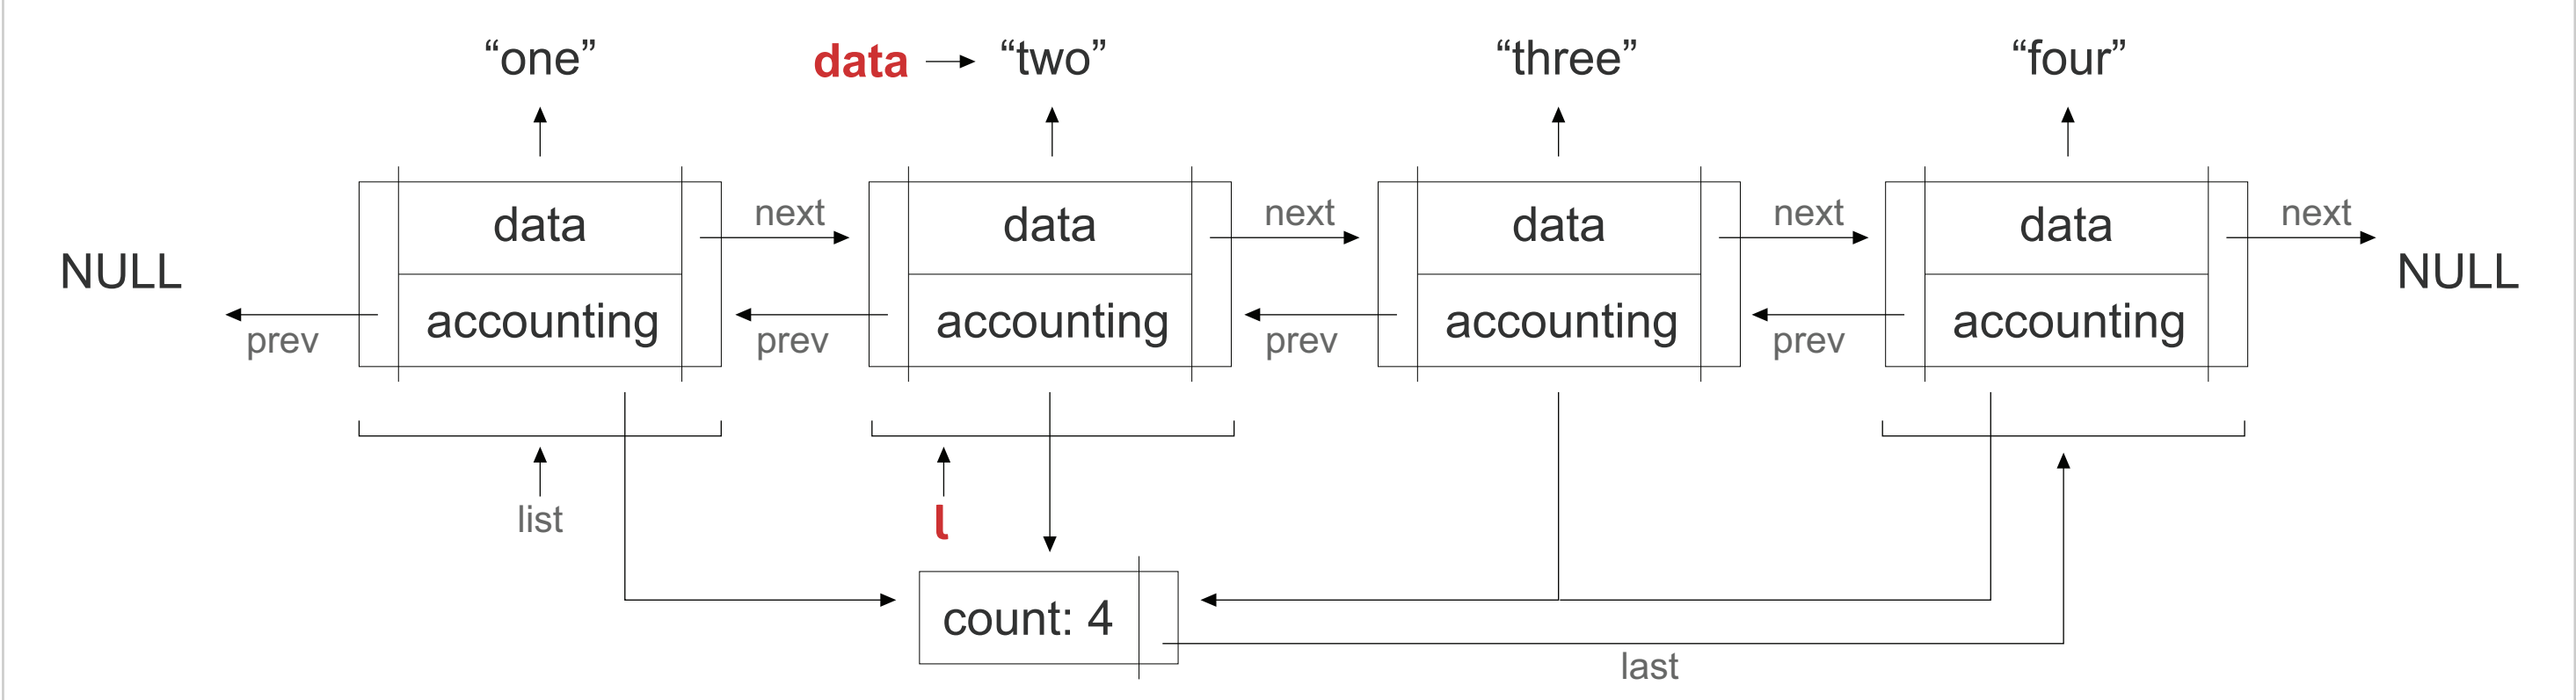 “one” data “two” “three” “four”
data next data next data next data next
NULL NULL
prev accounting prev accounting prev accounting prev accounting
list l
count: 4
last